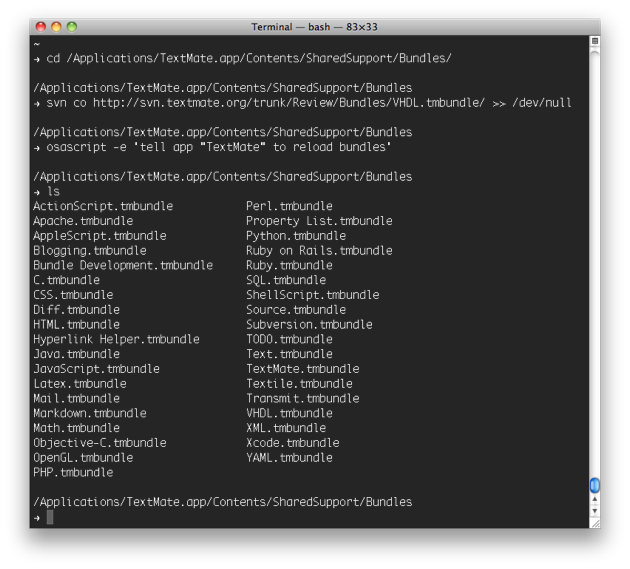 Terminal — bash — 83×33
~
→ cd /Applications/TextMate.app/Contents/SharedSupport/Bundles/
/Applications/TextMate.app/Contents/SharedSupport/Bundles
→ svn co http://svn.textmate.org/trunk/Review/Bundles/VHDL.tmbundle/ >> /dev/null
/Applications/TextMate.app/Contents/SharedSupport/Bundles
→ osascript -e 'tell app "TextMate" to reload bundles'
/Applications/TextMate.app/Contents/SharedSupport/Bundles
→ ls
ActionScript.tmbundle Perl.tmbundle
Apache.tmbundle Property List.tmbundle
AppleScript.tmbundle Python.tmbundle
Blogging.tmbundle Ruby on Rails.tmbundle
Bundle Development.tmbundle Ruby.tmbundle
C.tmbundle SQL.tmbundle
CSS.tmbundle ShellScript.tmbundle
Diff.tmbundle Source.tmbundle
HTML.tmbundle Subversion.tmbundle
Hyperlink Helper.tmbundle TODO.tmbundle
Java.tmbundle Text.tmbundle
JavaScript.tmbundle TextMate.tmbundle
Latex.tmbundle Textile.tmbundle
Mail.tmbundle Transmit.tmbundle
Markdown.tmbundle VHDL.tmbundle
Math.tmbundle XML.tmbundle
Objective-C.tmbundle Xcode.tmbundle
OpenGL.tmbundle YAML.tmbundle
PHP.tmbundle
/Applications/TextMate.app/Contents/SharedSupport/Bundles
→